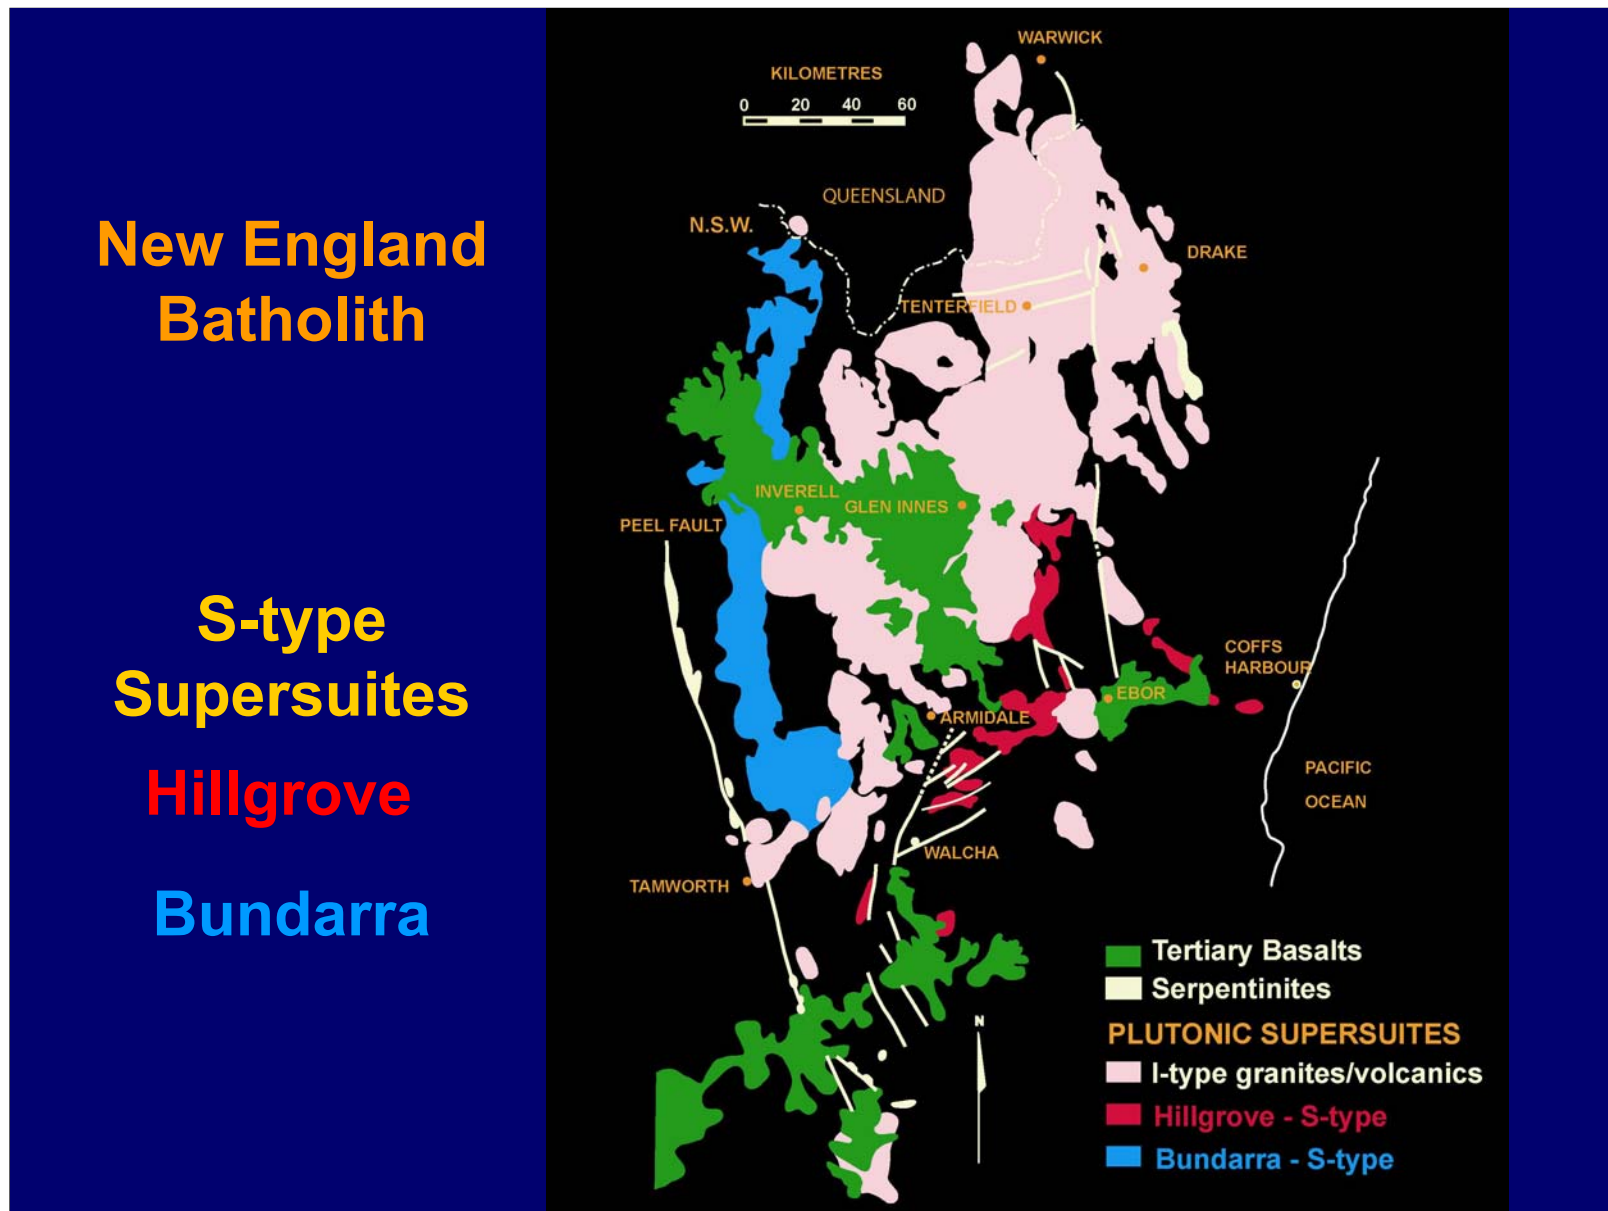 New England
Batholith
S-type
Supersuites
Hillgrove
Bundarra
WARWICK
KILOMETRES
0 20 40 60
QUEENSLAND
N.S.W.
DRAKE
TENTERFIELD
INVERELL
GLEN INNES
PEEL FAULT
COFFS
HARBOUR
EBOR
ARMIDALE
PACIFIC
OCEAN
WALCHA
TAMWORTH
N
Tertiary Basalts
Serpentinites
PLUTONIC SUPERSUITES
I-type granites/volcanics
Hillgrove - S-type
Bundarra - S-type